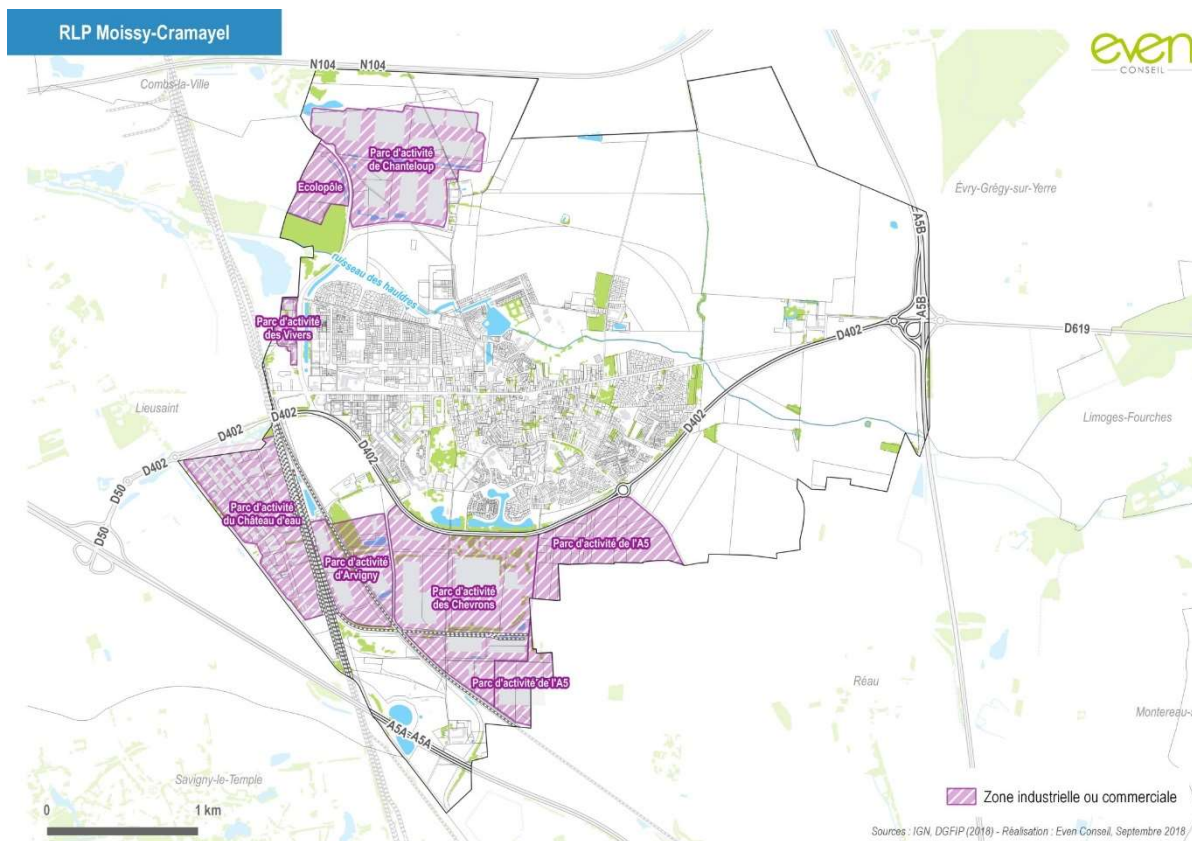 RLP Moissy-Cramayel
even
CONSEIL
N104
N104
Combs-la-Ville
Parc d'activité
de Chanteloup
Ecolopôle
Évry-Grégy-sur-Yerre
A5B
A5B
ruisseau des hauldres
Parc d'activité
des Vivers
D402
D619
Lieusaint
D402
D402
D402
D402
D402
Limoges-Fourches
D50
D50
Parc d'activité
du Château d'eau
Parc d'activité
d'Arvigny
Parc d'activité de l'A5
Parc d'activité
des Chevrons
Parc d'activité de l'A5
Réau
A5A
A5A
Savigny-le-Temple
0
1 km
Zone industrielle ou commerciale
Sources : IGN, DGFiP (2018) - Réalisation : Even Conseil, Septembre 2018